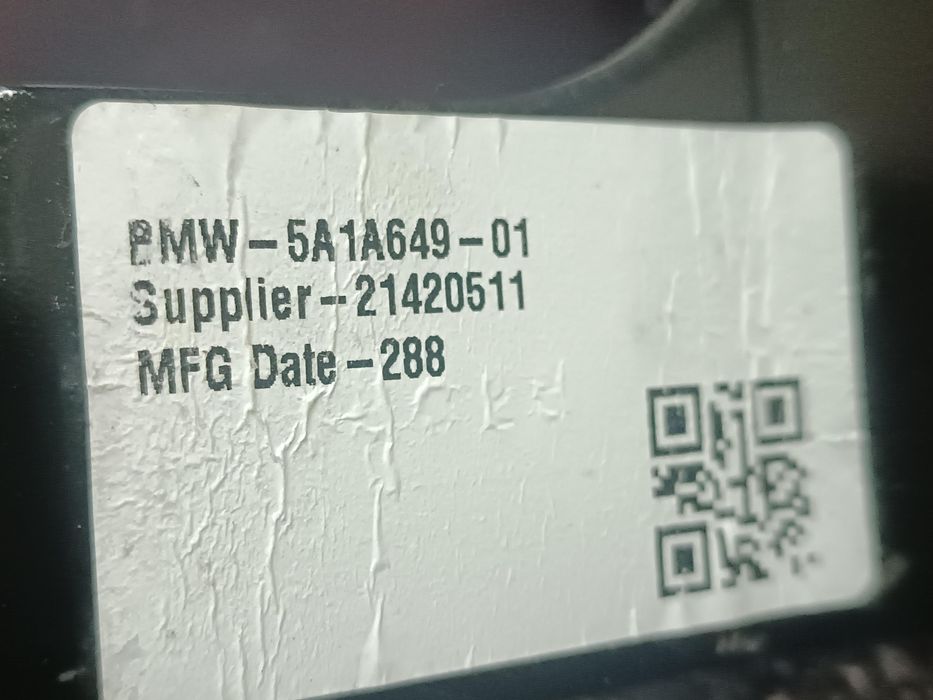 BMW-5A1A649-01
Supplier-21420511
MFG Date-288